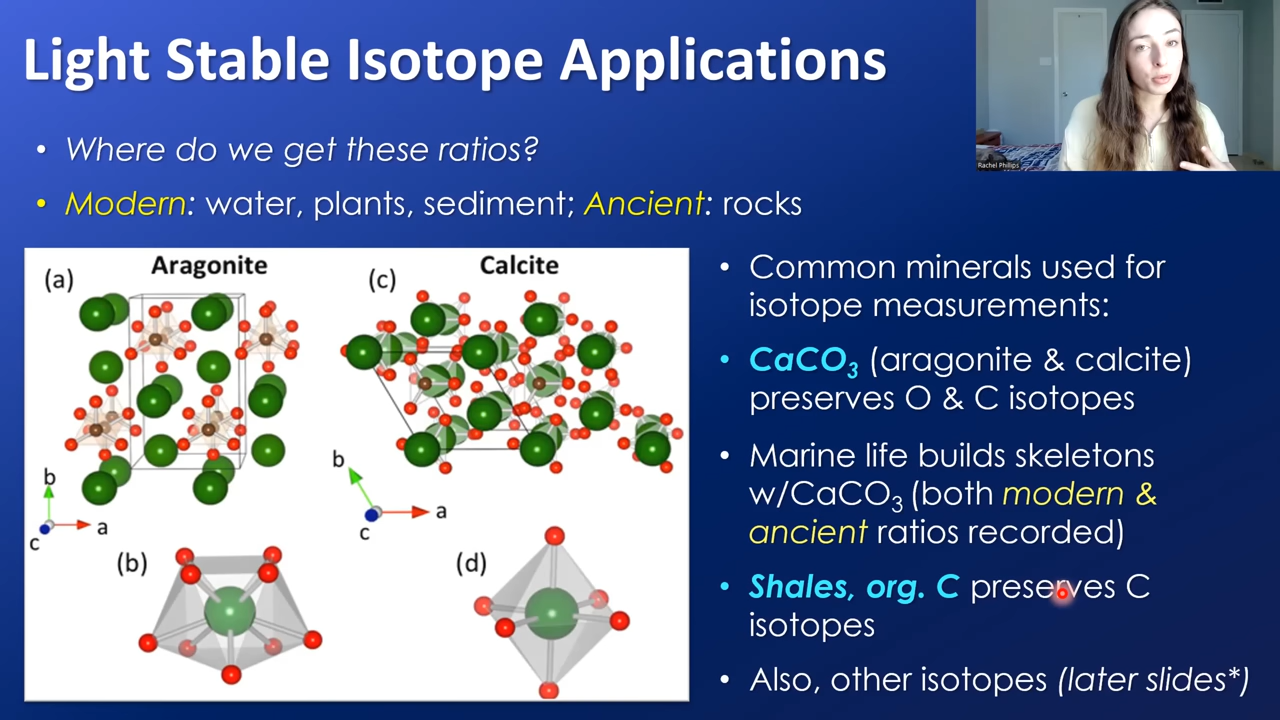 Light Stable Isotope Applications
Rachel Phillips
• Where do we get these ratios?
• Modern: water, plants, sediment; Ancient: rocks
(a) Aragonite
(c) Calcite
b
a
c
b
a
c
(b)
(d)
• Common minerals used for
isotope measurements:
• CaCO₃ (aragonite & calcite)
preserves O & C isotopes
• Marine life builds skeletons
w/CaCO₃ (both modern &
ancient ratios recorded)
• Shales, org. C preserves C
isotopes
• Also, other isotopes (later slides*)